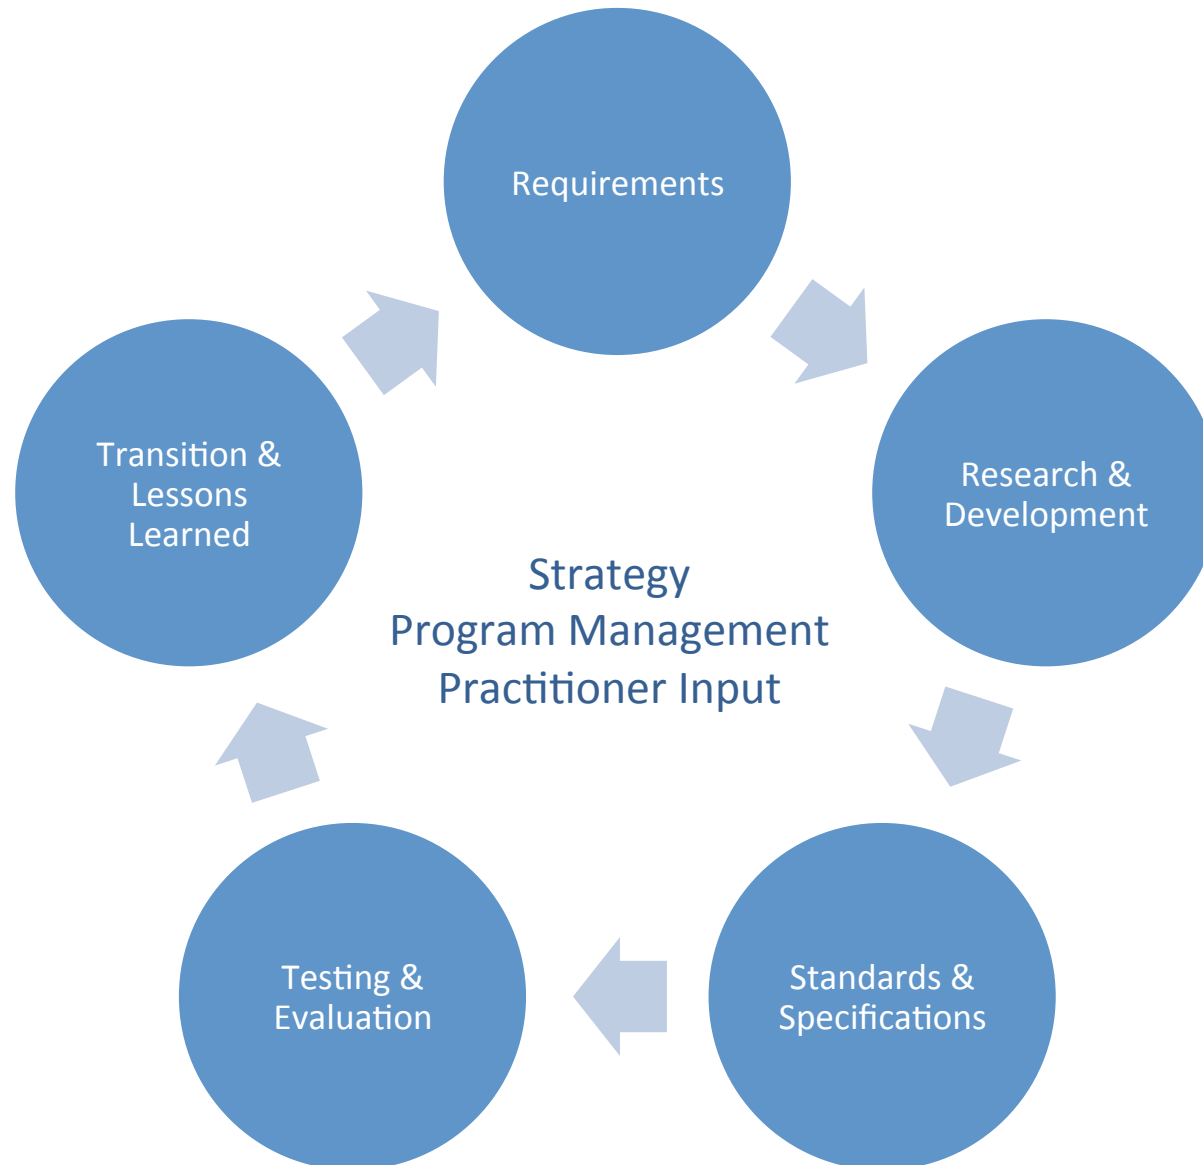 Requirements
Research &
Development
Standards &
Specifications
Testing &
Evaluation
Transition &
Lessons
Learned
Strategy
Program Management
Practitioner Input